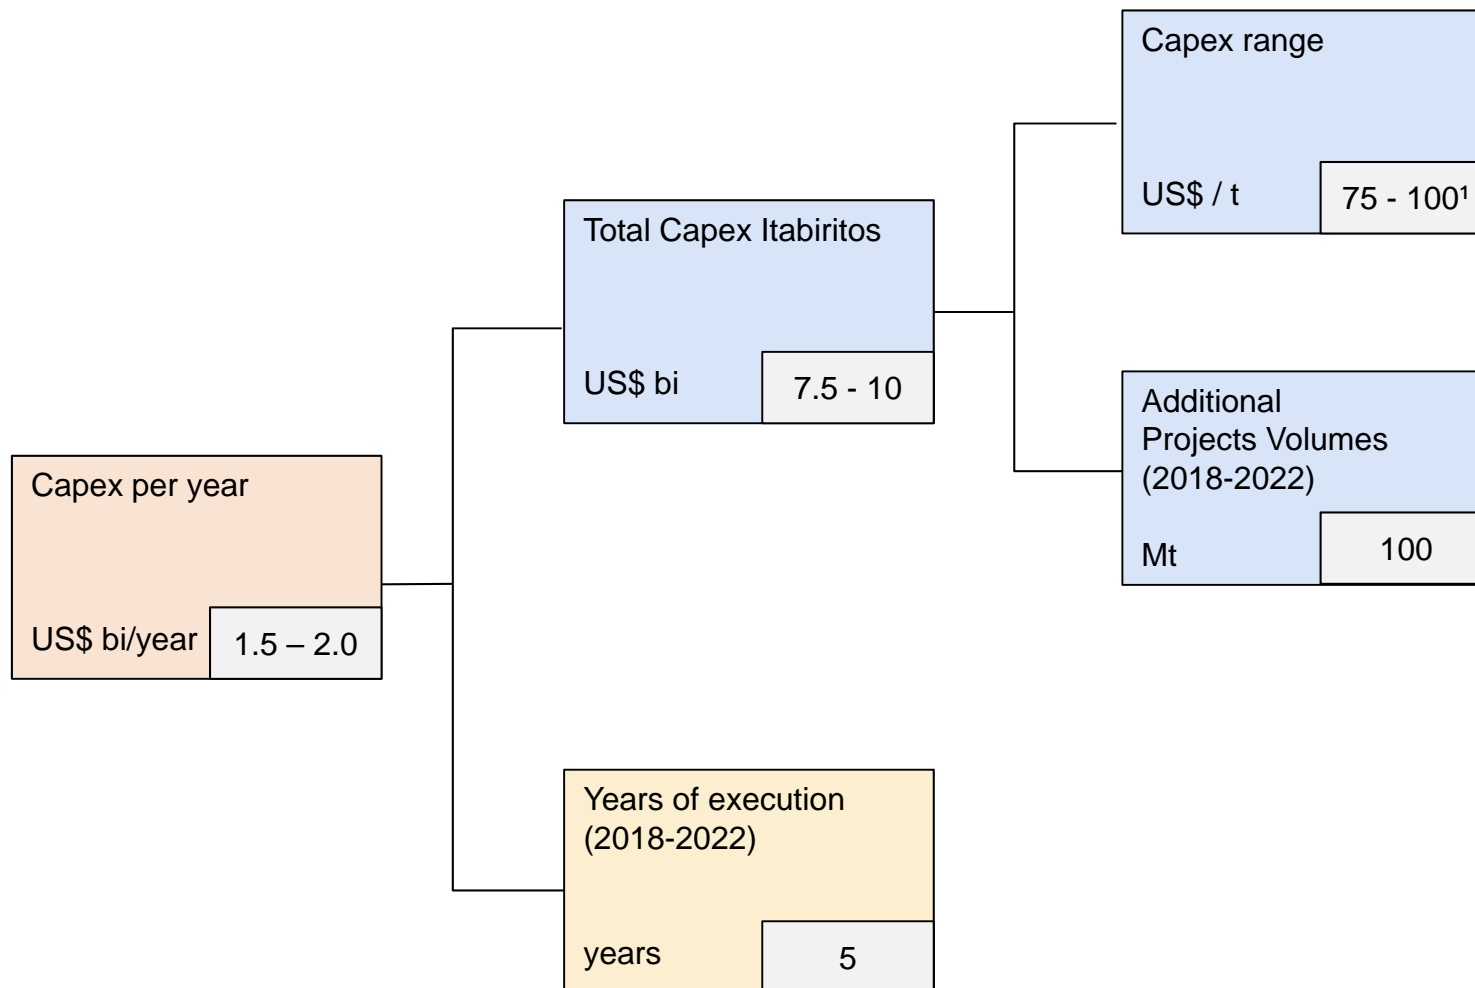 Capex range
US$ / t
75 - 100¹
Total Capex Itabiritos
US$ bi
7.5 - 10
Additional
Projects Volumes
(2018-2022)
Mt
100
Capex per year
US$ bi/year
1.5 – 2.0
Years of execution
(2018-2022)
years
5